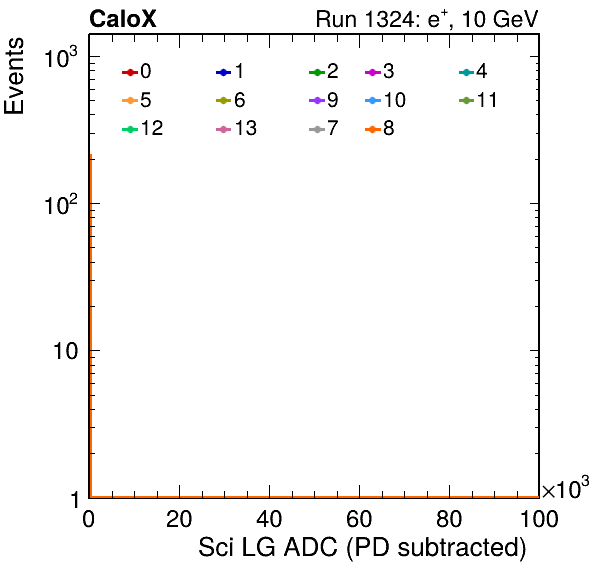 CaloX Run 1324: e⁺, 10 GeV
Events
10³
0 1 2 3 4
5 6 9 10 11
12 13 7 8
10²
10
1
×10³
0 20 40 60 80 100
Sci LG ADC (PD subtracted)